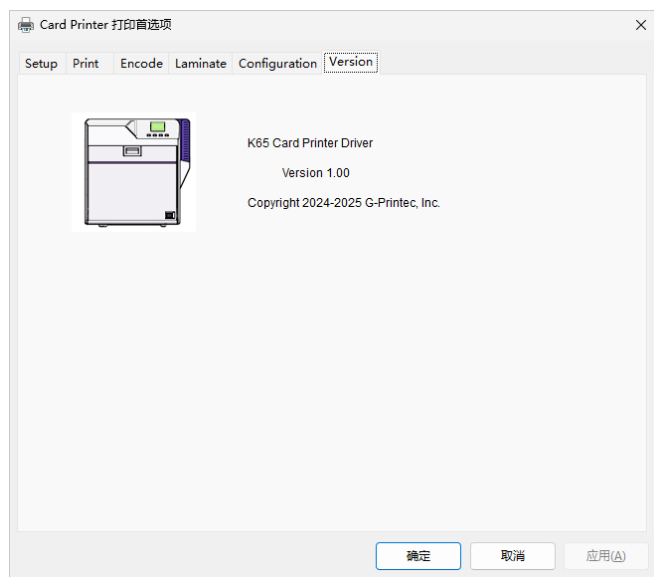 Card Printer 打印首选项
Setup Print Encode Laminate Configuration Version
K65 Card Printer Driver
Version 1.00
Copyright 2024-2025 G-Printec, Inc.
确定 取消 应用(A)